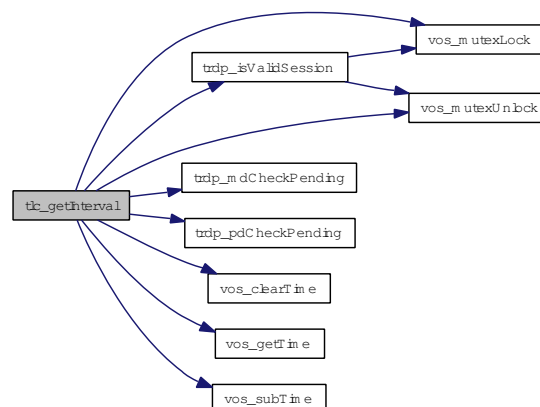 vos_mutexLock
trdp_isValidSession
vos_mutexUnlock
trdp_mdCheckPending
tlc_getInterval
trdp_pdCheckPending
vos_clearTime
vos_getTime
vos_subTime